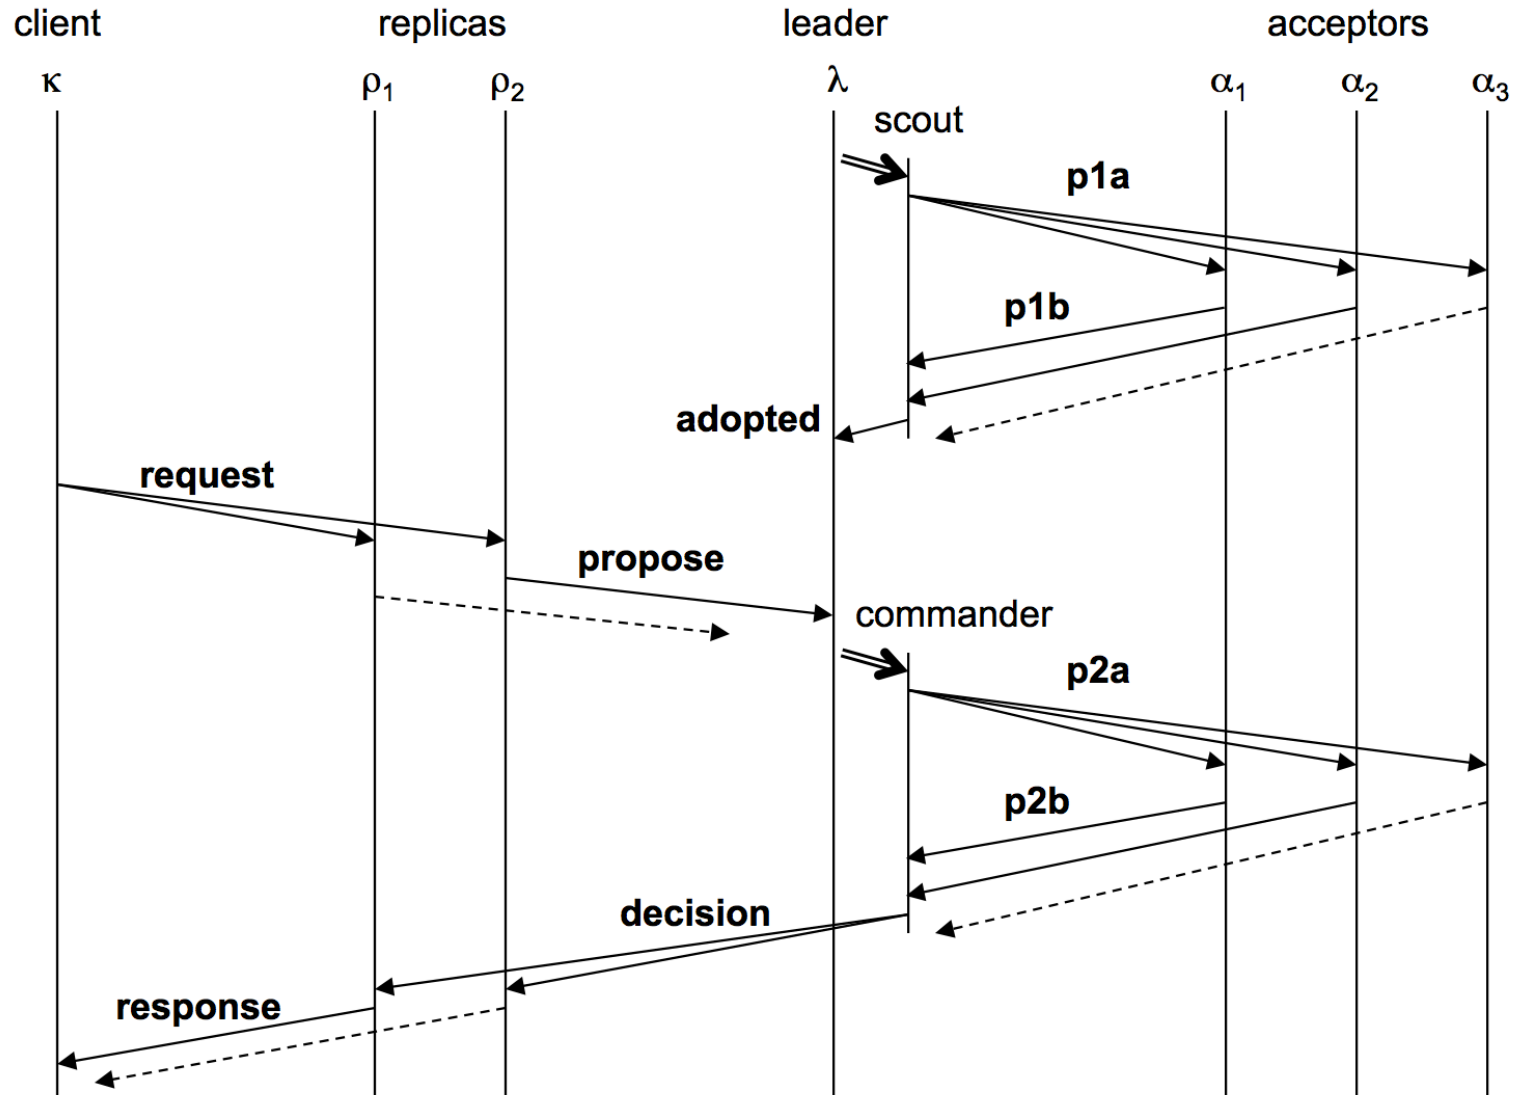 client replicas leader acceptors
κ ρ1 ρ2 λ α1 α2 α3
scout
p1a
p1b
adopted
request
propose
commander
p2a
p2b
decision
response